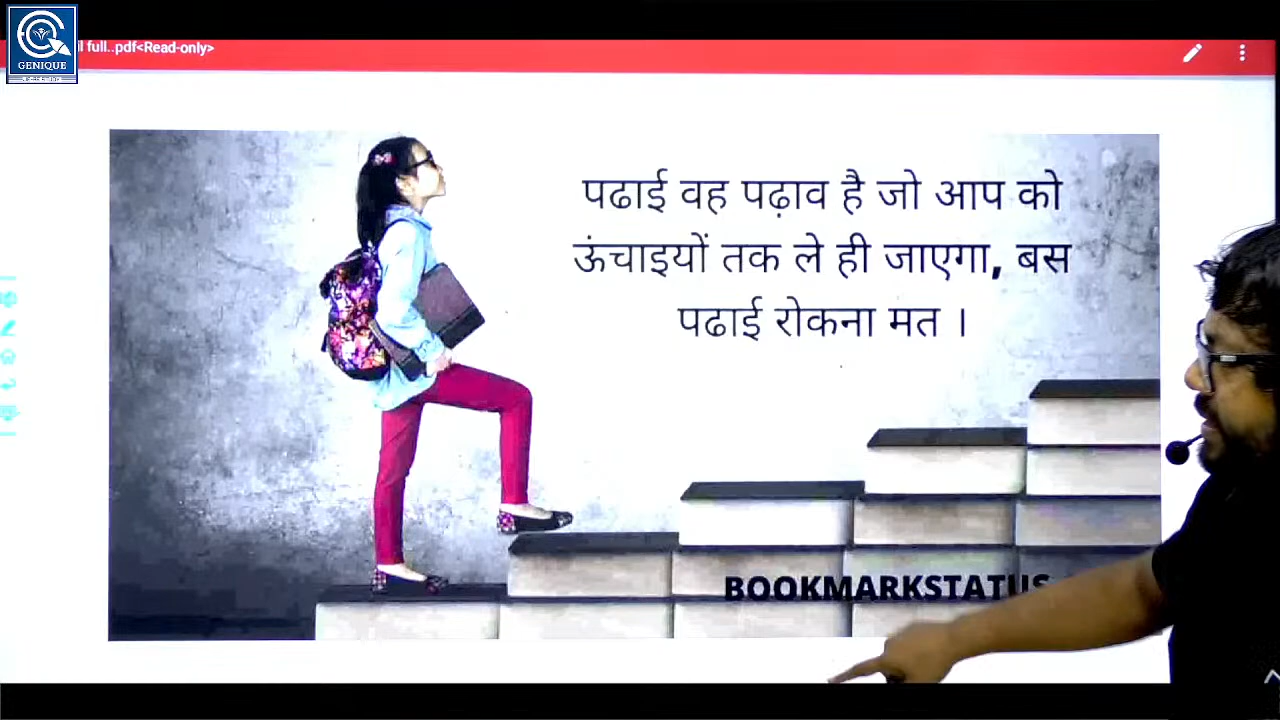 GENIQUE
full..pdf<Read-only>
पढाई वह पढ़ाव है जो आप को
ऊंचाइयों तक ले ही जाएगा, बस
पढाई रोकना मत ।
BOOKMARKSTATUS